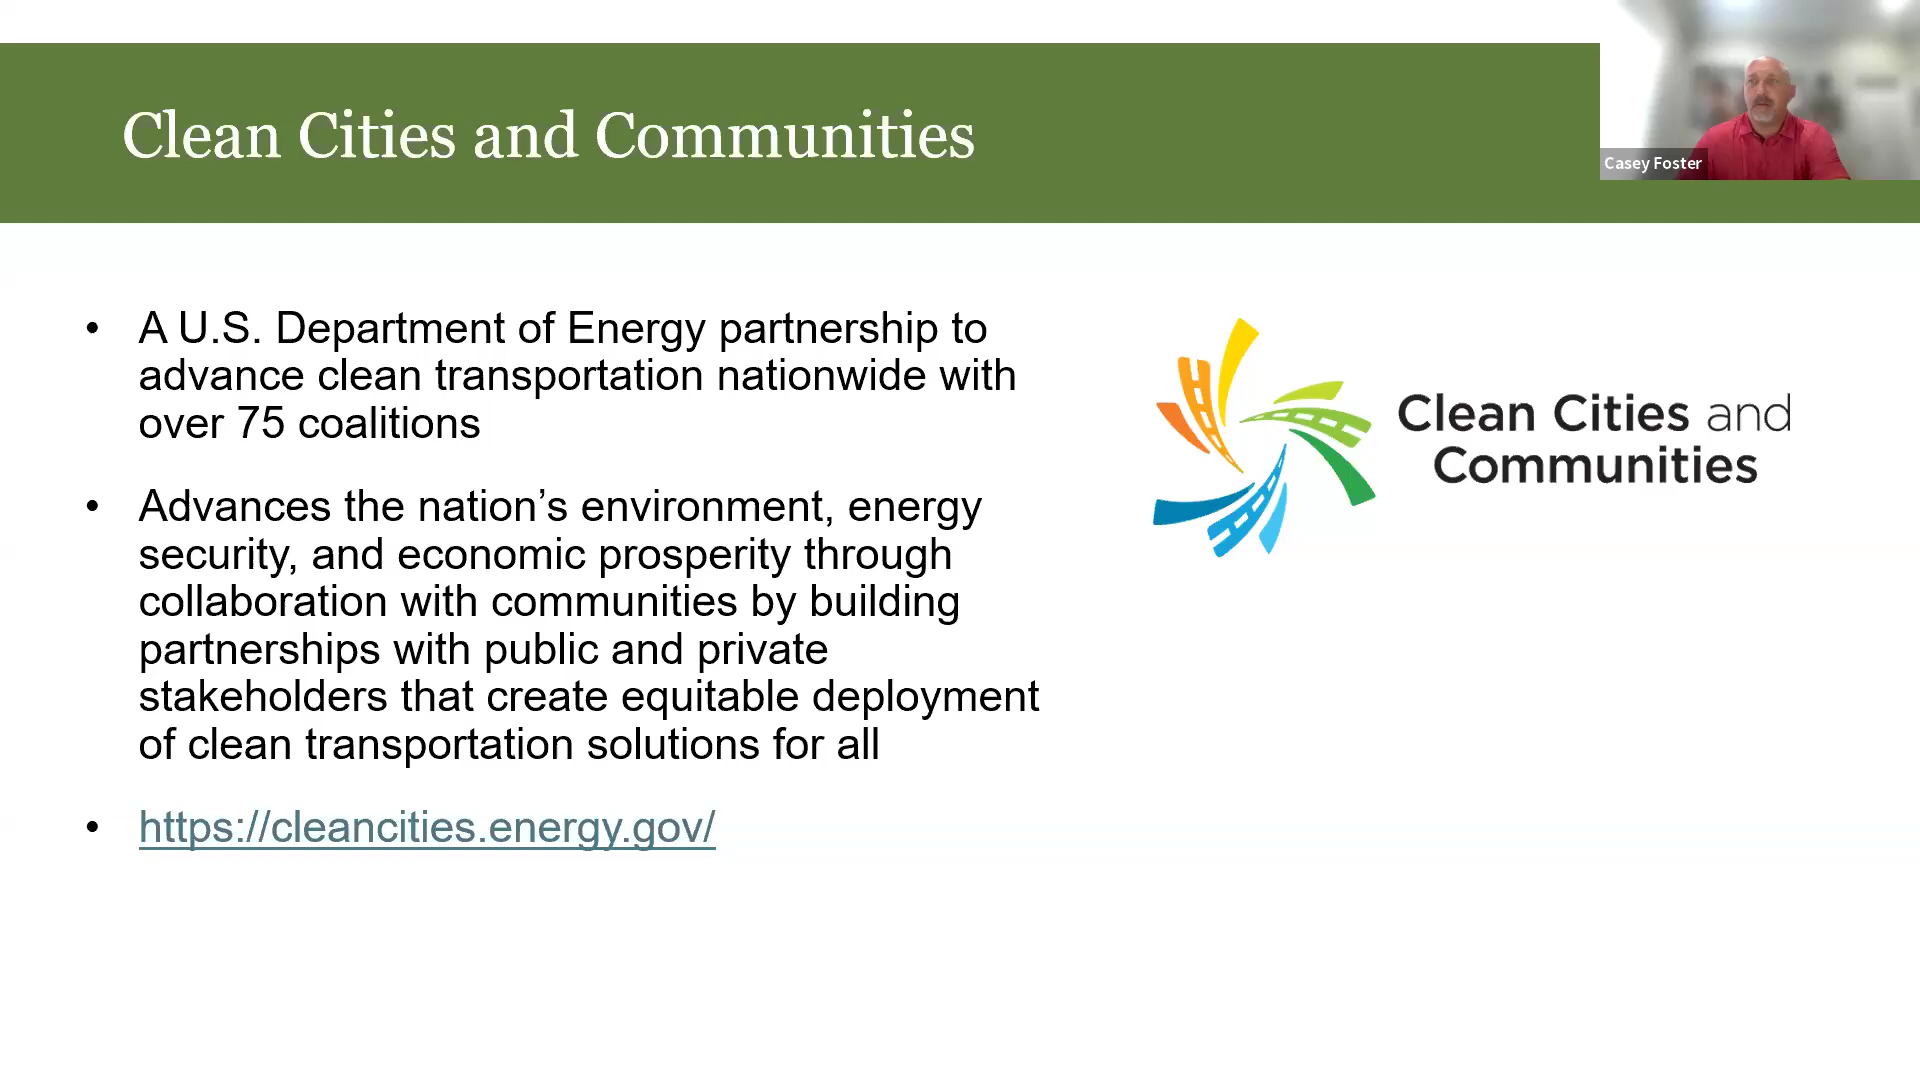 Clean Cities and Communities
Casey Foster
• A U.S. Department of Energy partnership to
advance clean transportation nationwide with
over 75 coalitions
• Advances the nation’s environment, energy
security, and economic prosperity through
collaboration with communities by building
partnerships with public and private
stakeholders that create equitable deployment
of clean transportation solutions for all
• https://cleancities.energy.gov/
Clean Cities and
Communities